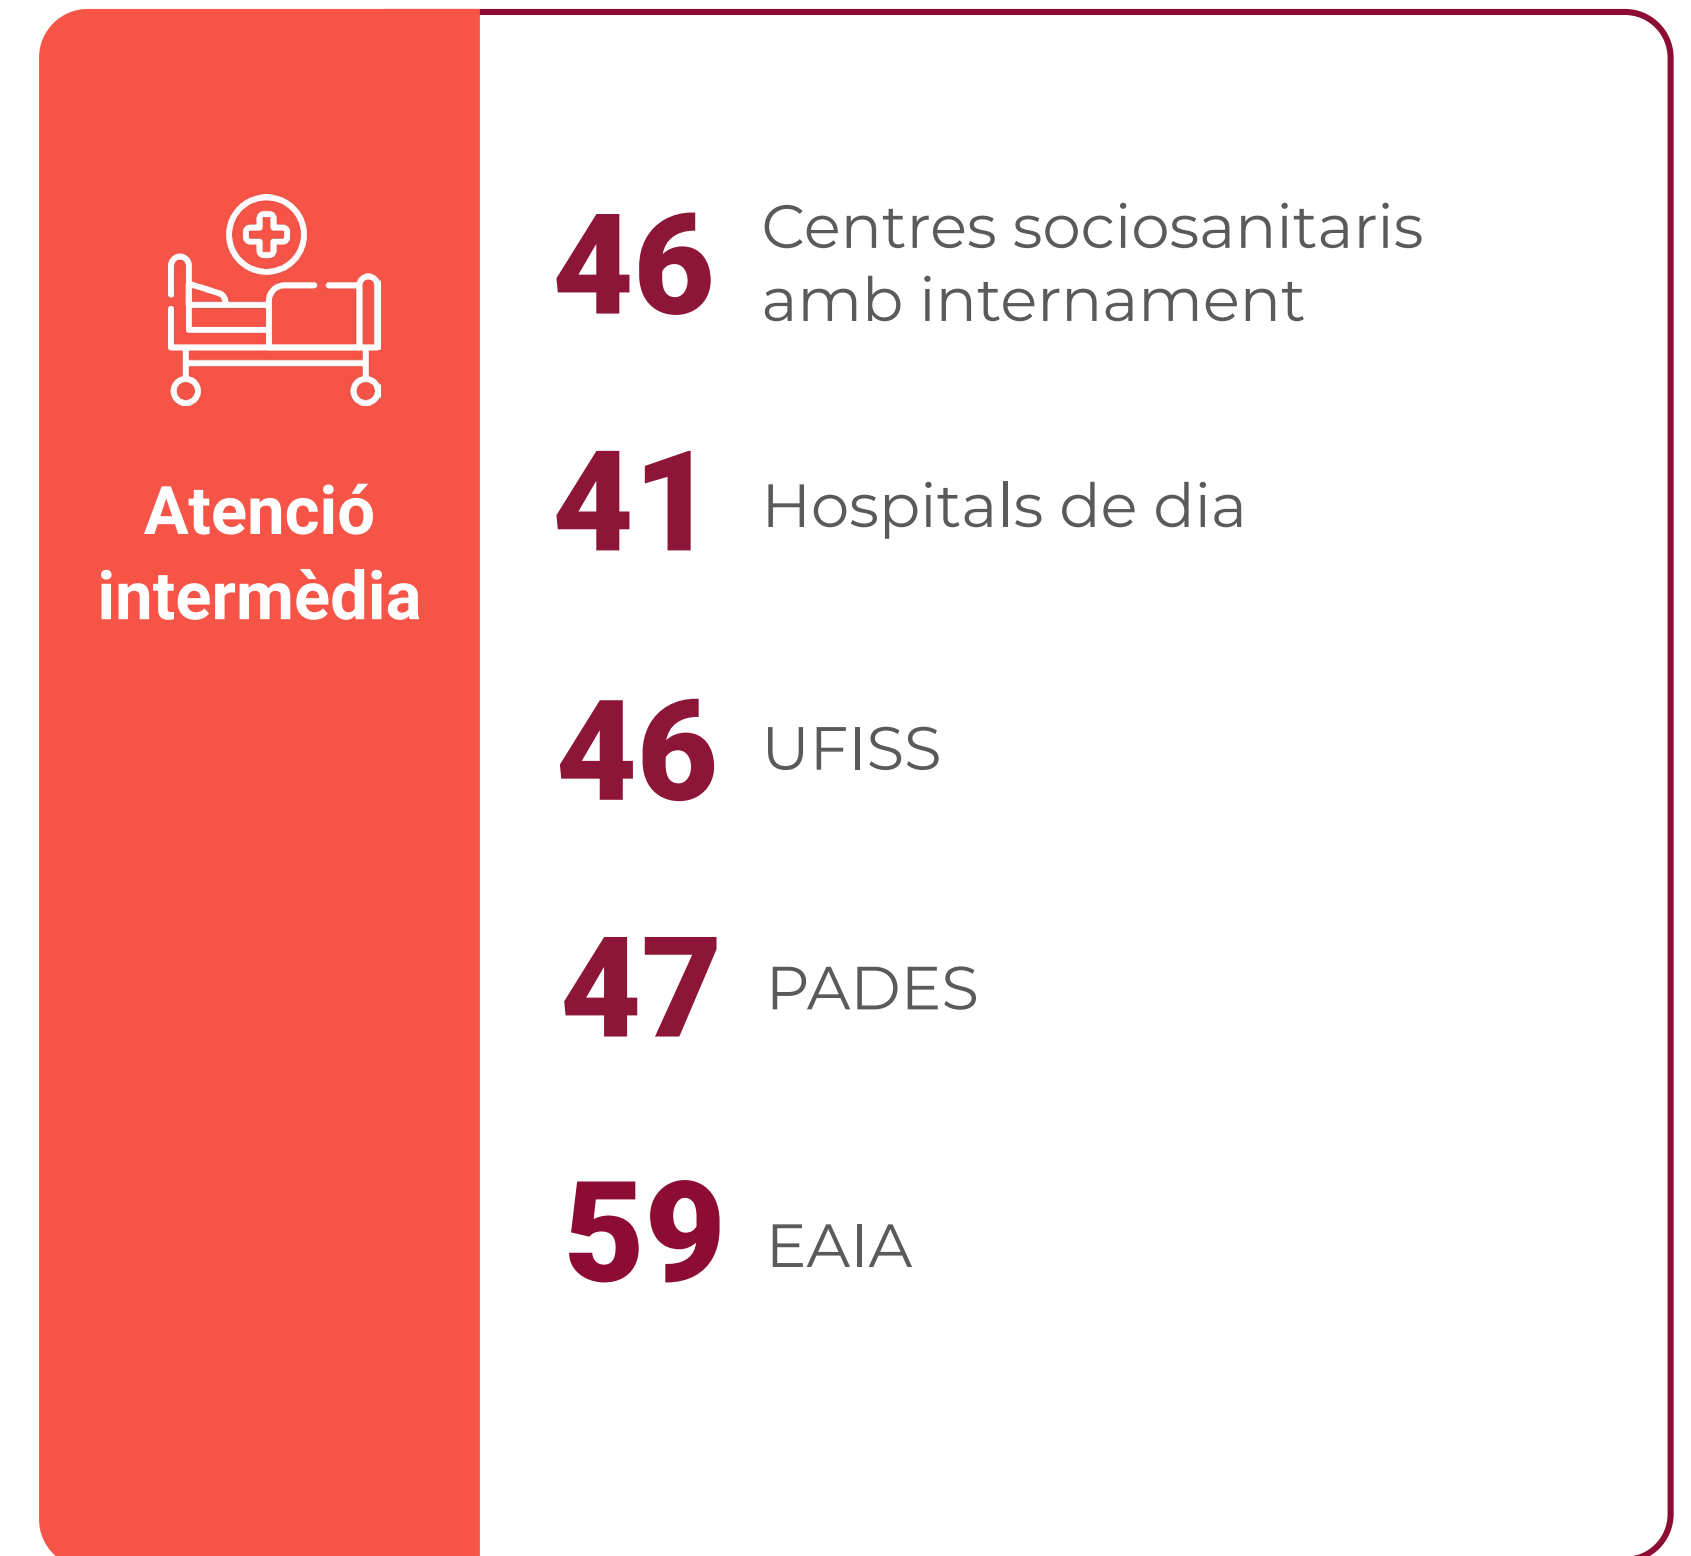 Atenció
intermèdia
46 Centres sociosanitaris
amb internament
41 Hospitals de dia
46 UFISS
47 PADES
59 EAIA